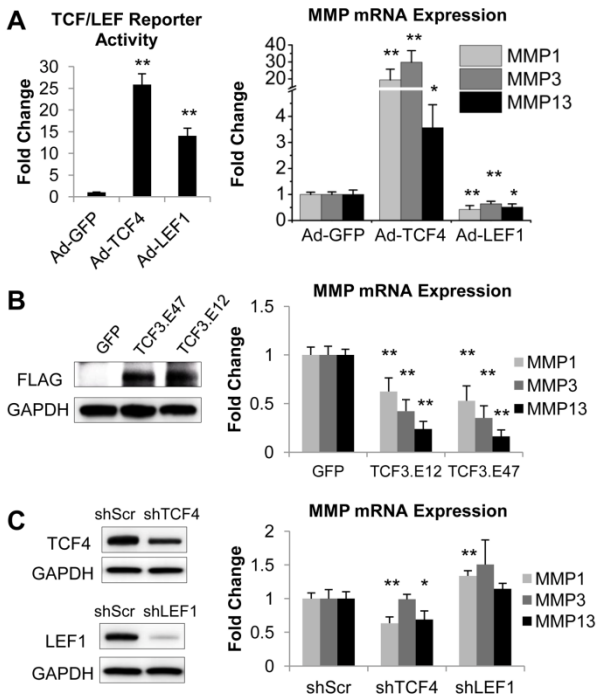 A
TCF/LEF Reporter
Activity
Fold Change
35
30
25
20
15
10
5
0
**
**
Ad-GFP
Ad-TCF4
Ad-LEF1
MMP mRNA Expression
Fold Change
40
30
20
10
4
3
2
1
0
**
**
*
**
**
*
MMP1
MMP3
MMP13
Ad-GFP Ad-TCF4 Ad-LEF1
B
GFP
TCF3.E47
TCF3.E12
FLAG
GAPDH
MMP mRNA Expression
Fold Change
1.5
1
0.5
0
**
**
**
**
**
**
MMP1
MMP3
MMP13
GFP TCF3.E12 TCF3.E47
C
shScr shTCF4
TCF4
GAPDH
shScr shLEF1
LEF1
GAPDH
MMP mRNA Expression
Fold Change
2
1.5
1
0.5
0
**
*
**
MMP1
MMP3
MMP13
shScr shTCF4 shLEF1